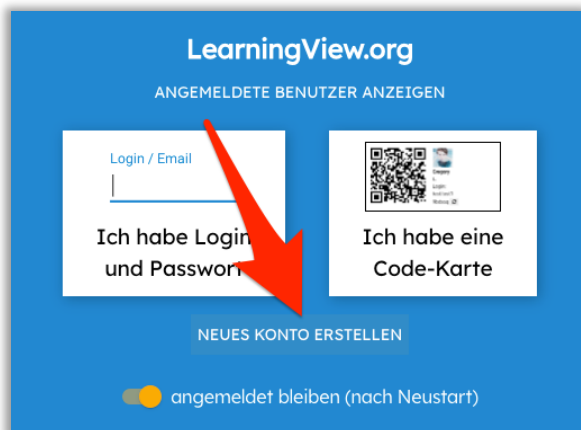 LearningView.org
ANGEMELDETE BENUTZER ANZEIGEN
Login / Email
Ich habe Login
und Passwort
Ich habe eine
Code-Karte
NEUES KONTO ERSTELLEN
angemeldet bleiben (nach Neustart)